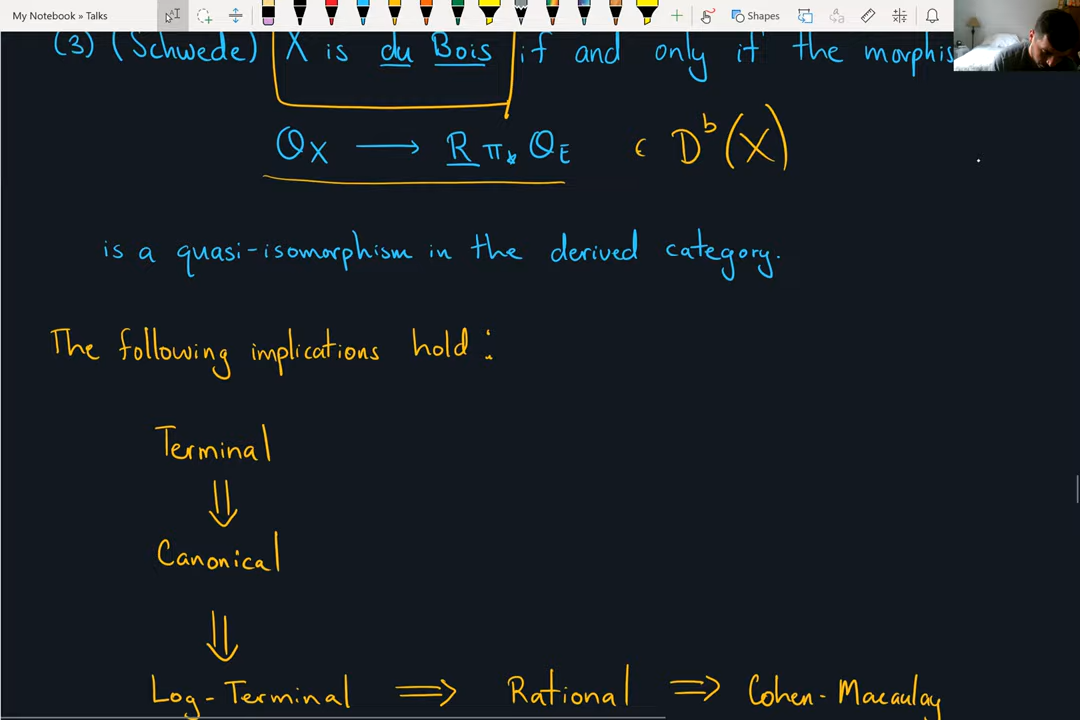 My Notebook » Talks
Shapes
(3) (Schwede) X is du Bois if and only if the morphis
𝒪_X ⟶ R π_* 𝒪_E ∈ D^b(X)
is a quasi-isomorphism in the derived category.
The following implications hold :
Terminal
⇓
Canonical
⇓
Log-Terminal ⟹ Rational ⟹ Cohen-Macaulay